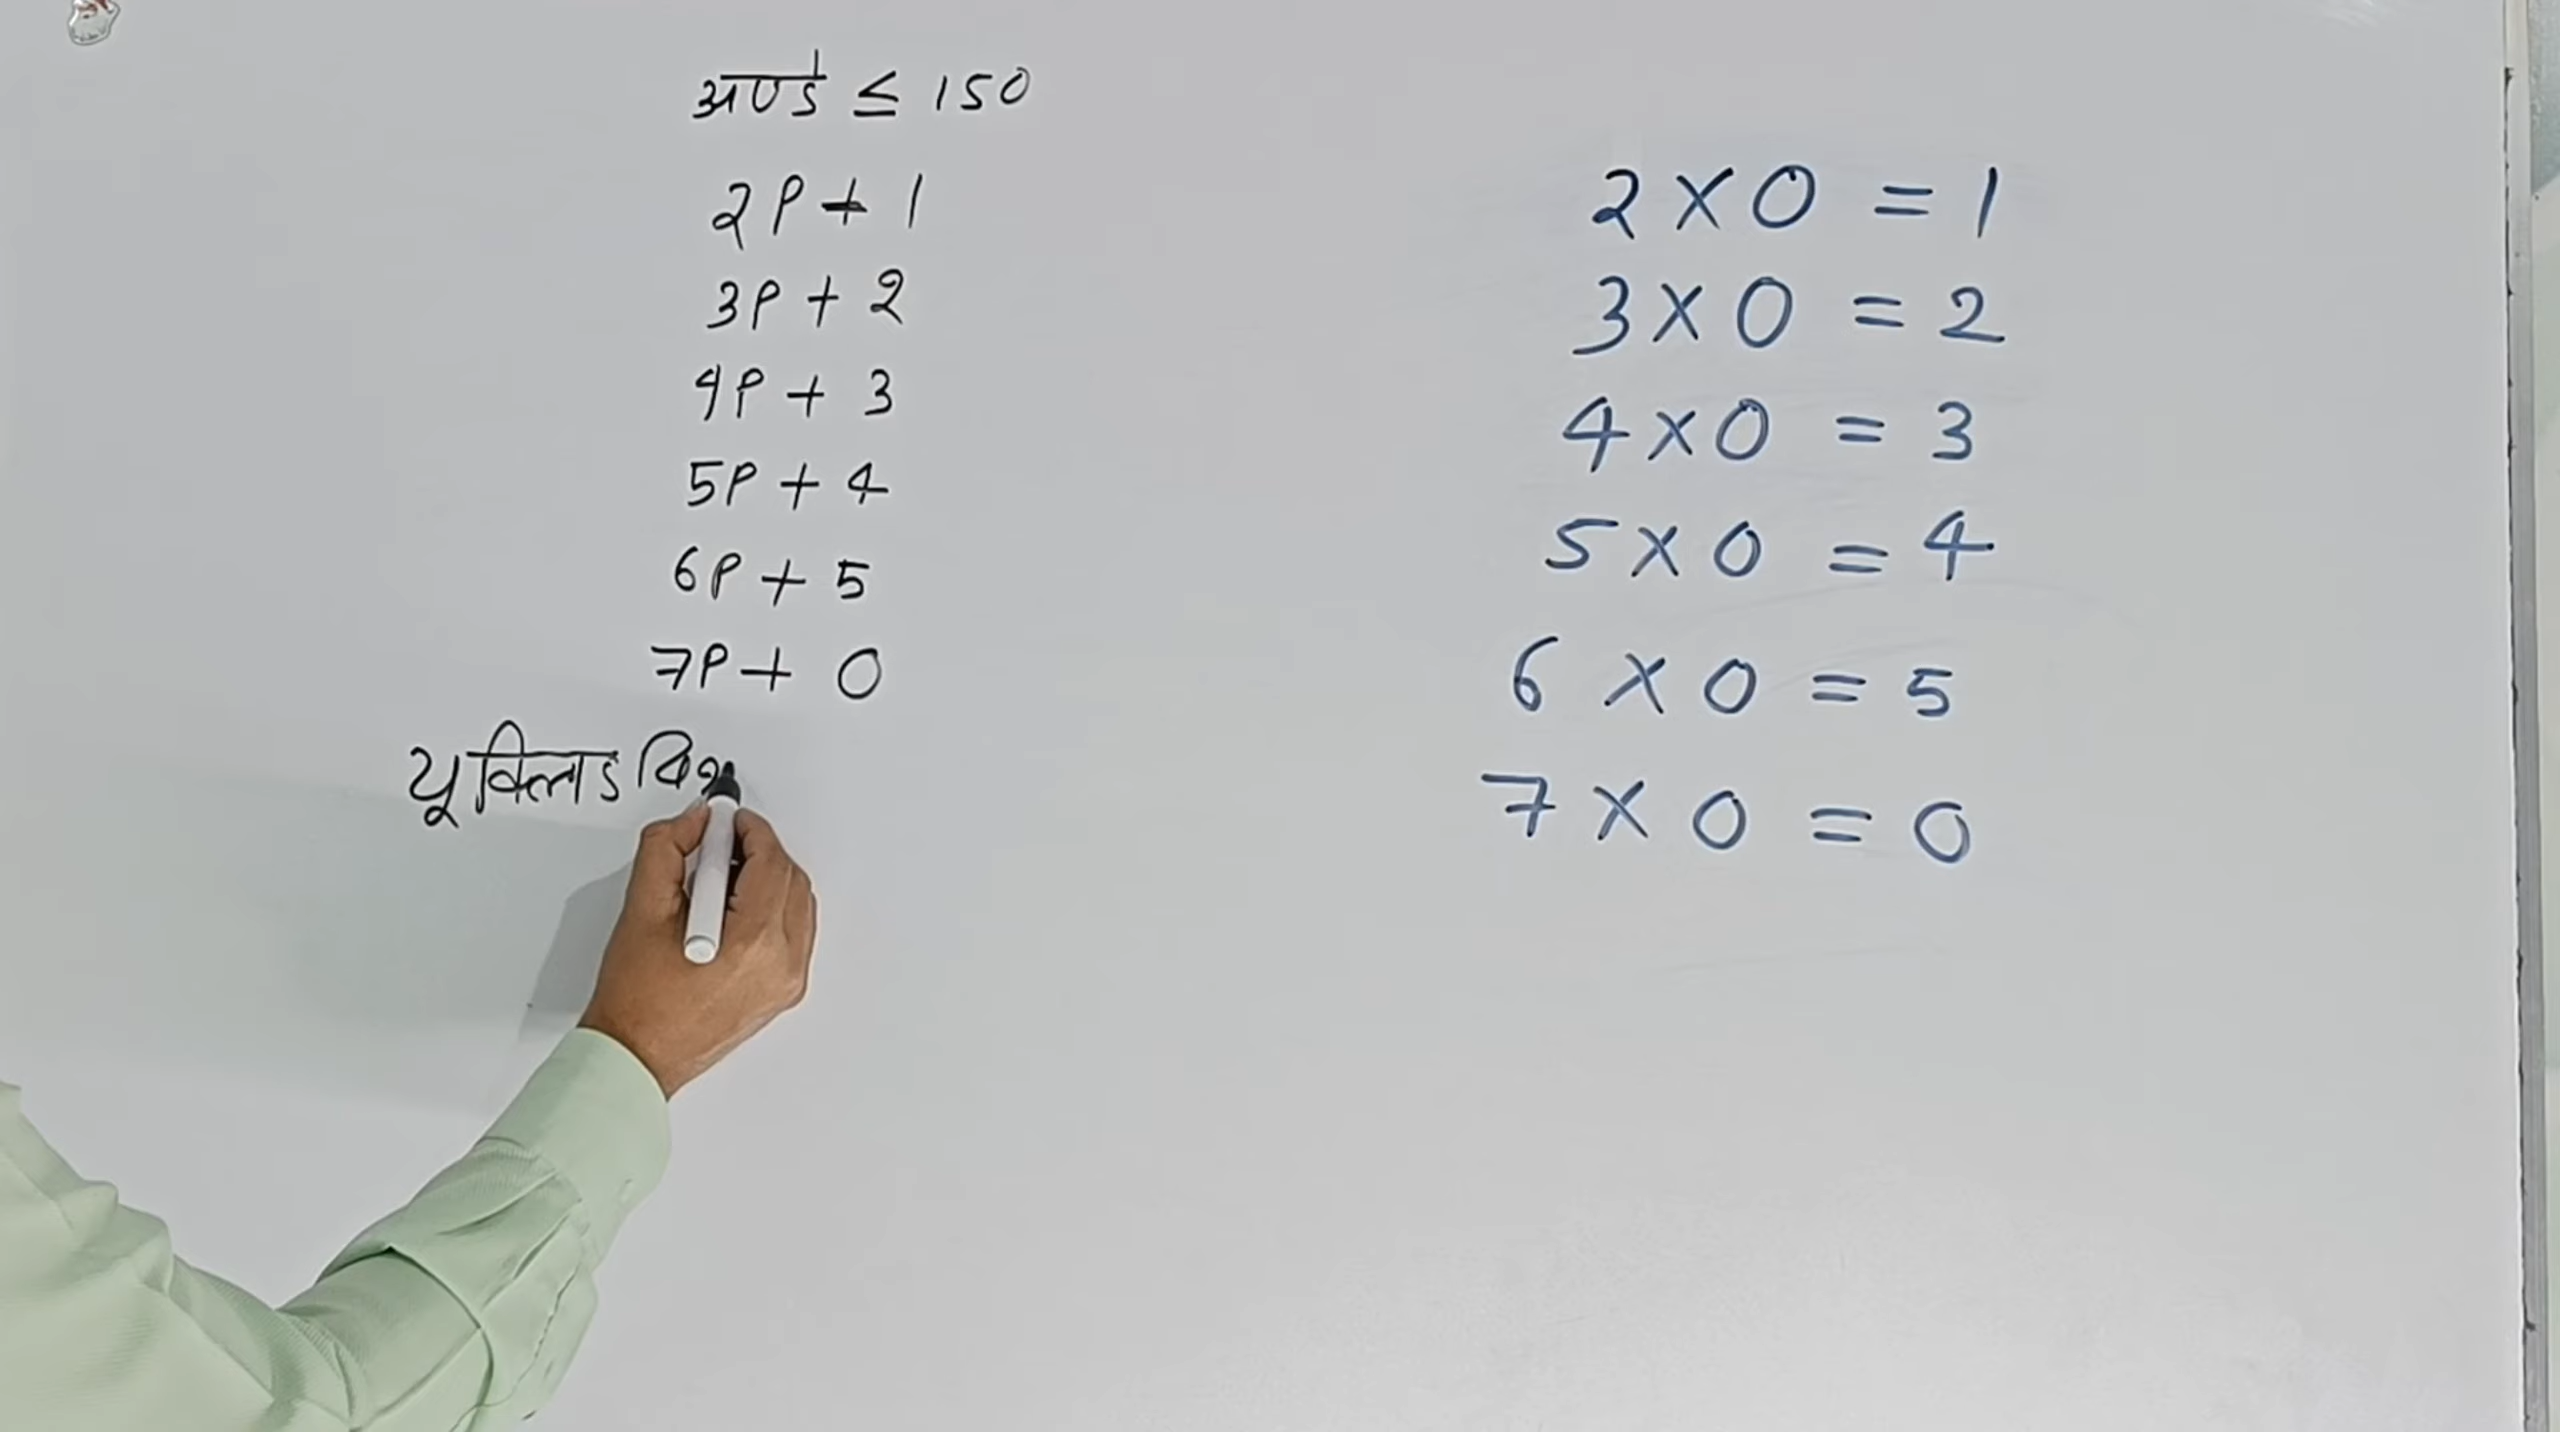 अण्डे ≤ 150
2P + 1
3P + 2
4P + 3
5P + 4
6P + 5
7P + 0
यूक्लिड
2 × 0 = 1
3 × 0 = 2
4 × 0 = 3
5 × 0 = 4
6 × 0 = 5
7 × 0 = 0